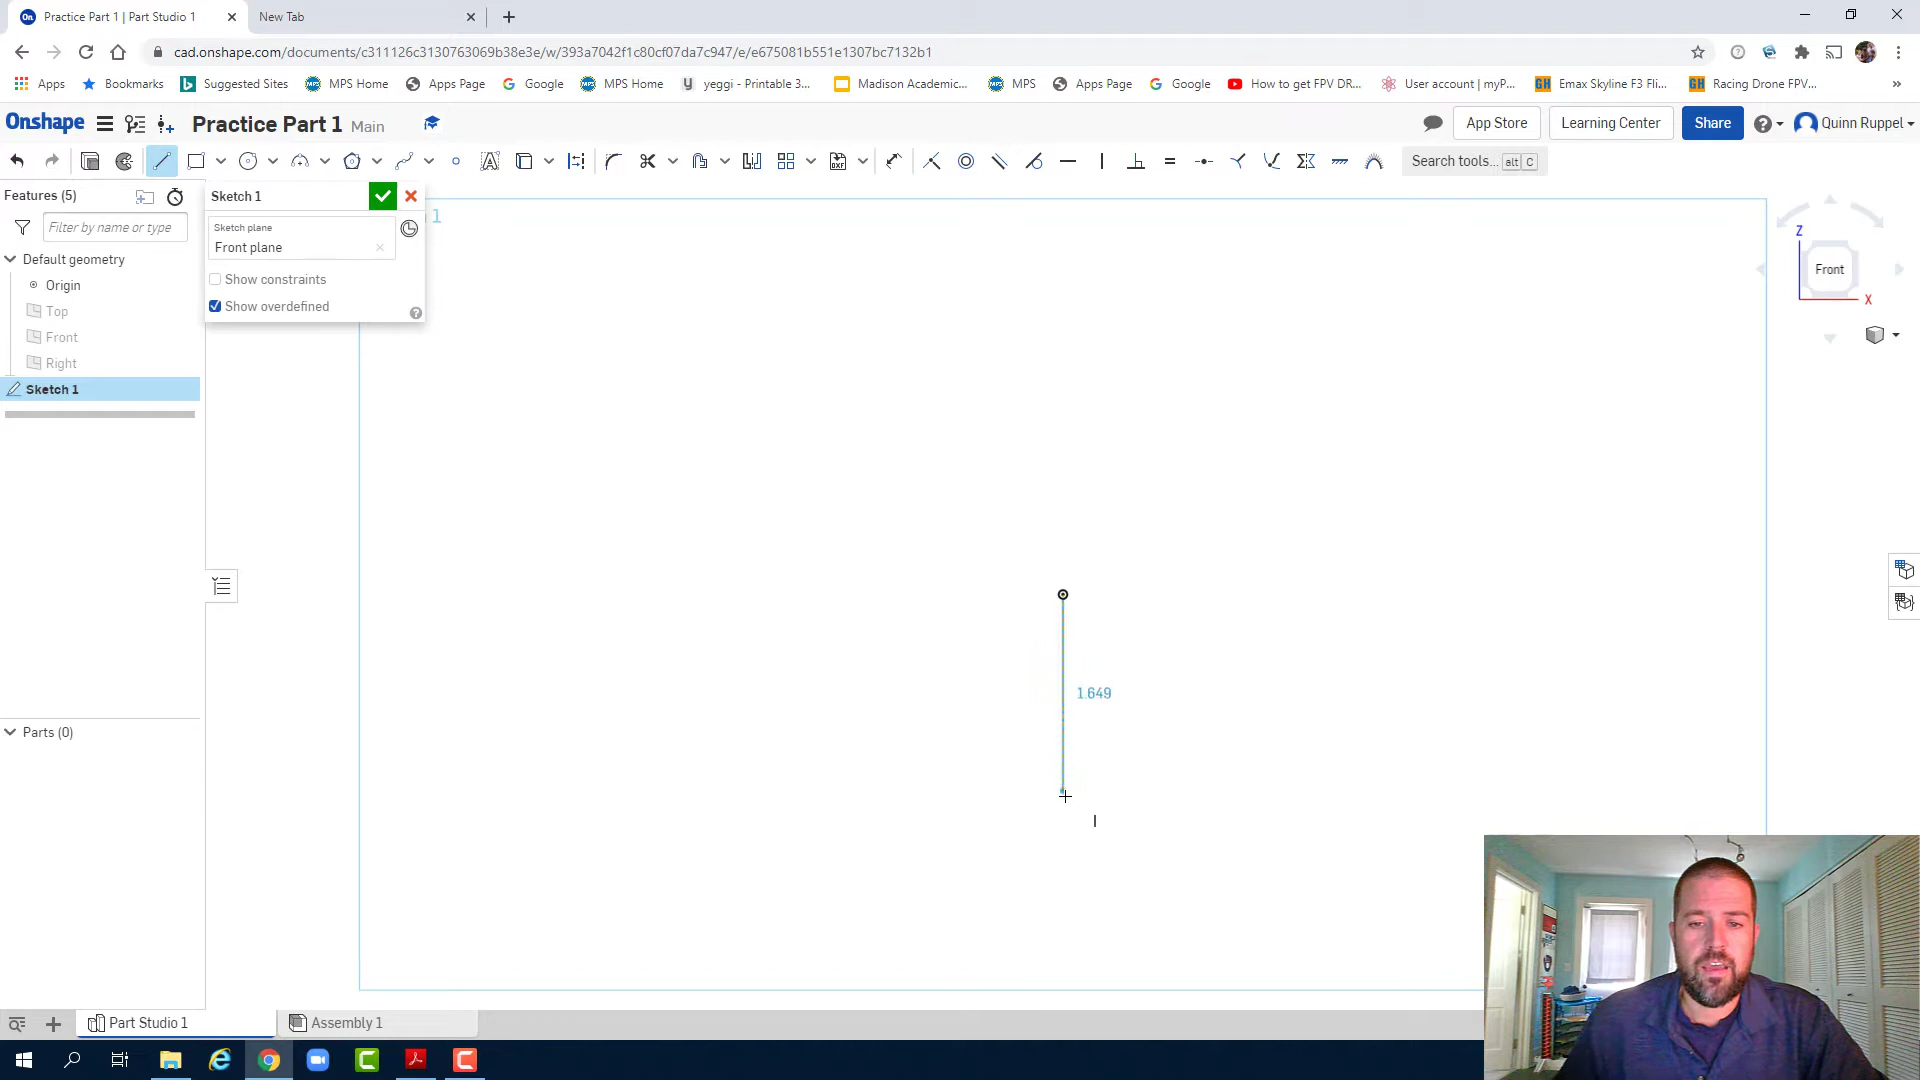 Practice Part 1 | Part Studio 1
New Tab
cad.onshape.com/documents/c311126c3130763069b38e3e/w/393a7042f1c80cf07da7c947/e/e675081b551e1307bc7132b1
Apps
Bookmarks
Suggested Sites
MPS Home
Apps Page
Google
MPS Home
yeggi - Printable 3...
Madison Academic...
MPS
Apps Page
Google
How to get FPV DR...
User account | myP...
Emax Skyline F3 Fli...
Racing Drone FPV...
Onshape
Practice Part 1 Main
App Store
Learning Center
Share
Quinn Ruppel
Search tools... alt C
Features (5)
Filter by name or type
Default geometry
Origin
Top
Front
Right
Sketch 1
Sketch 1
Sketch plane
Front plane
Show constraints
Show overdefined
1
Z
Front
X
1.649
Parts (0)
Part Studio 1
Assembly 1